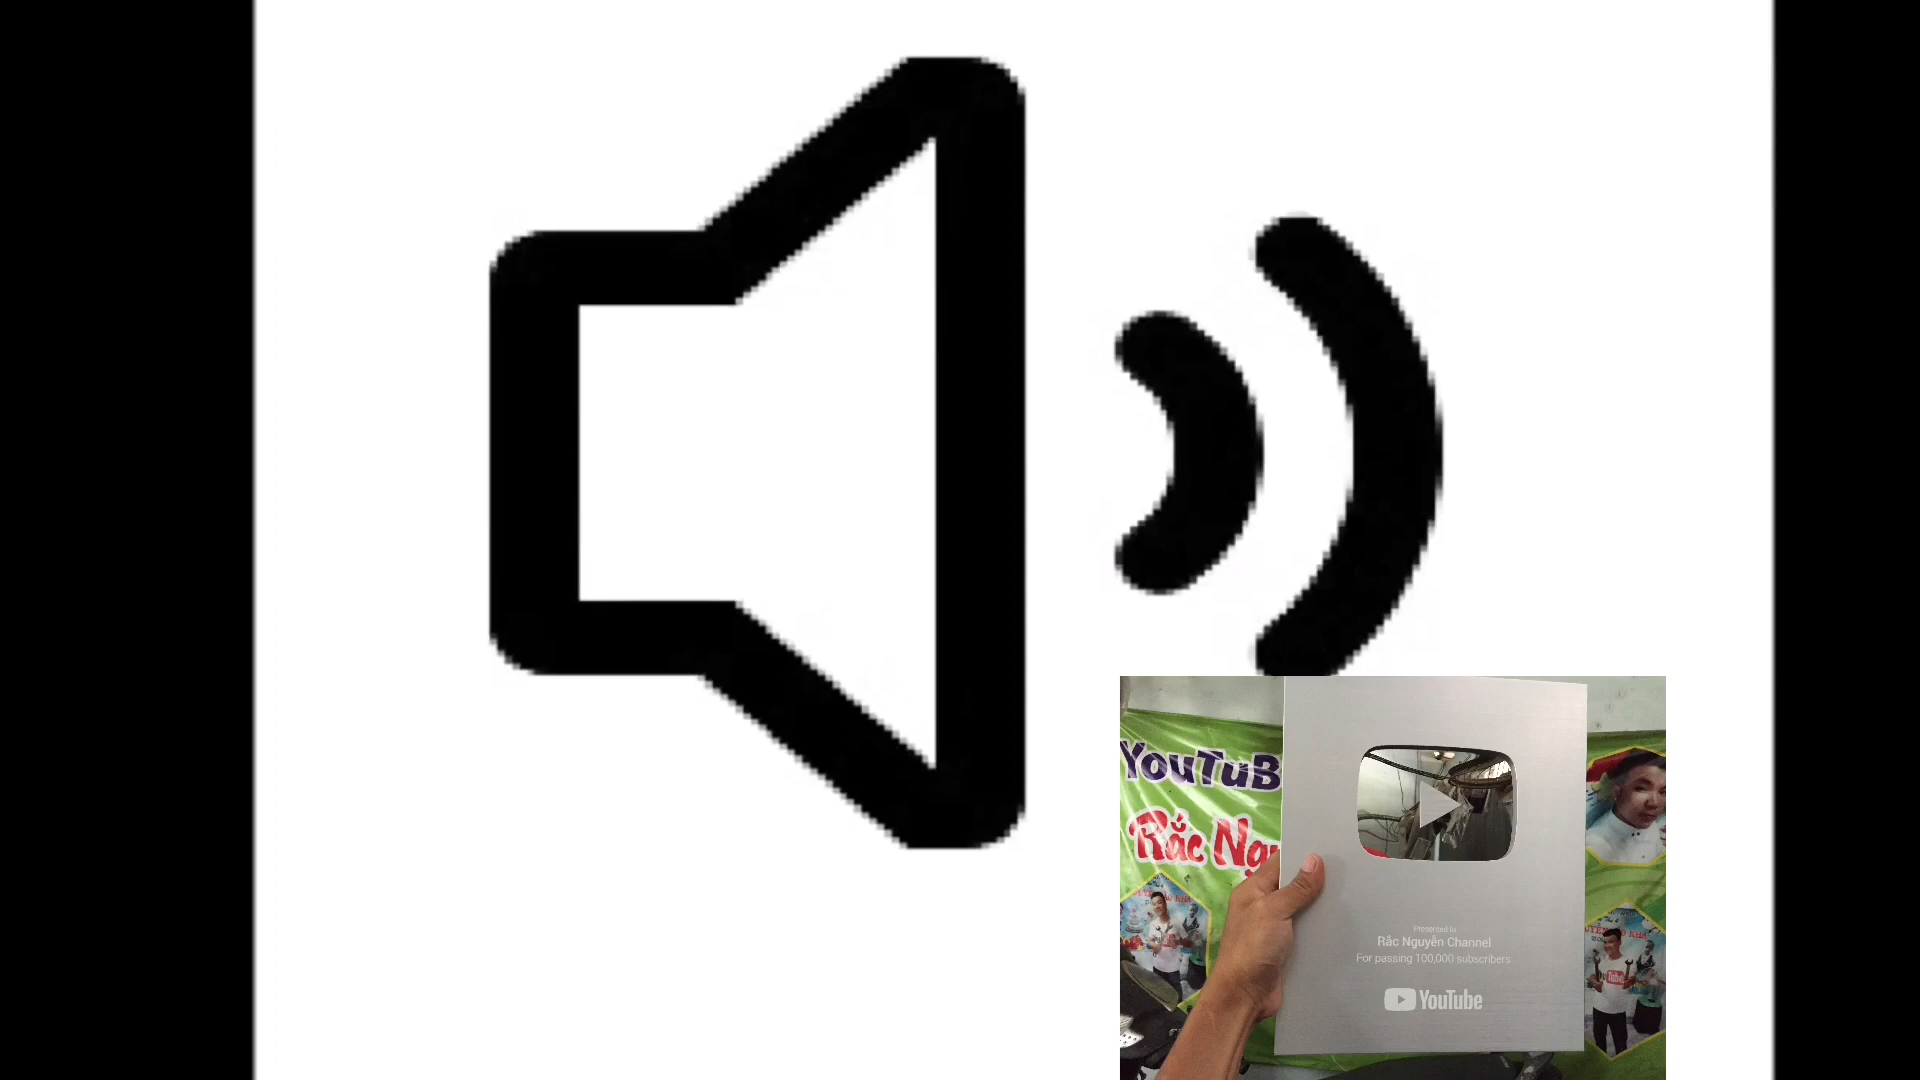 YouTuB
Rắc Ngu
Presented to
Rắc Nguyễn Channel
For passing 100,000 subscribers
YouTube